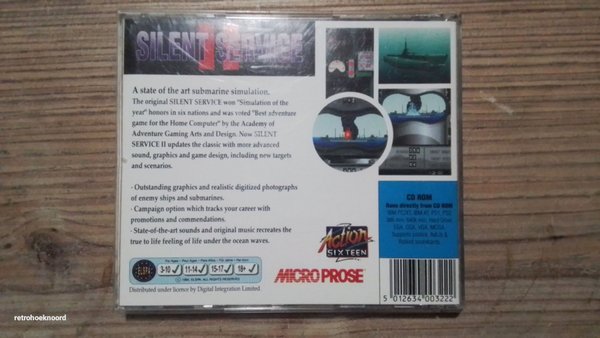 SILENT SERVICE II
A state of the art submarine simulation.
The original SILENT SERVICE won "Simulation of the
year" honors in six nations and was voted "Best adventure
game for the Home Computer" by the Academy of
Adventure Gaming Arts and Design. Now SILENT
SERVICE II updates the classic with more advanced
sound, graphics and game design, including new targets
and scenarios.
- Outstanding graphics and realistic digitized photographs
of enemy ships and submarines.
- Campaign option which tracks your career with
promotions and commendations.
- State-of-the-art sounds and original music recreates the
true to life feeling of life under the ocean waves.
3-10 11-14 15-17 18+
Distributed under licence by Digital Integration Limited
MICROPROSE
Action
SIXTEEN
CD ROM
Runs directly from CD ROM
5 012634 003222
retrohoeknoord